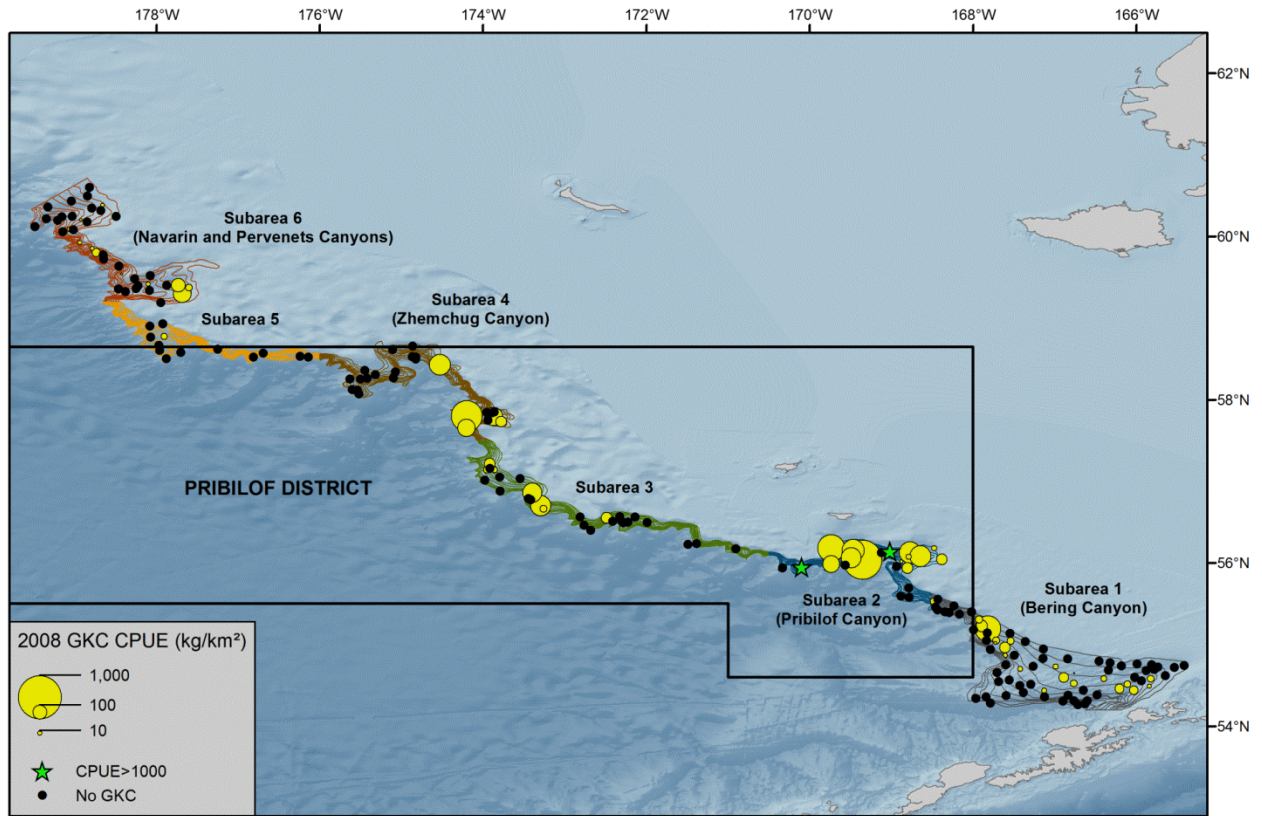 178°W 176°W 174°W 172°W 170°W 168°W 166°W
62°N
60°N
58°N
56°N
54°N
Subarea 6
(Navarin and Pervenets Canyons)
Subarea 5
Subarea 4
(Zhemchug Canyon)
PRIBILOF DISTRICT
Subarea 3
Subarea 2
(Pribilof Canyon)
Subarea 1
(Bering Canyon)
2008 GKC CPUE (kg/km²)
1,000
100
10
CPUE>1000
No GKC